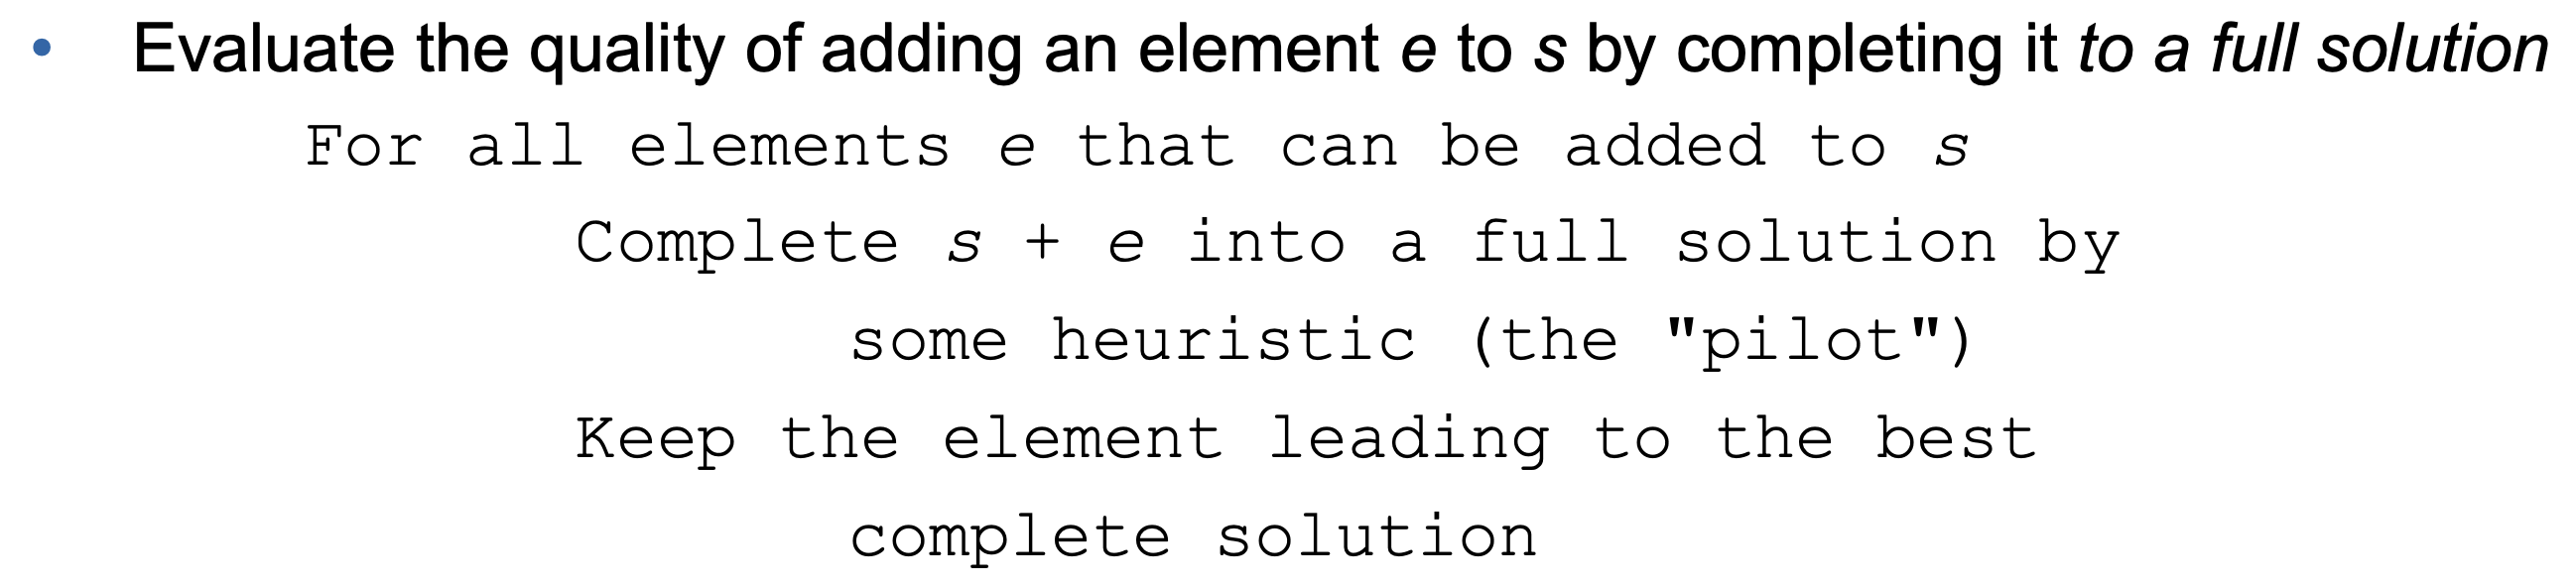 • Evaluate the quality of adding an element e to s by completing it to a full solution
For all elements e that can be added to s
Complete s + e into a full solution by
some heuristic (the "pilot")
Keep the element leading to the best
complete solution